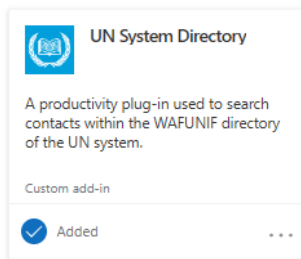 UN System Directory
A productivity plug-in used to search
contacts within the WAFUNIF directory
of the UN system.
Custom add-in
Added